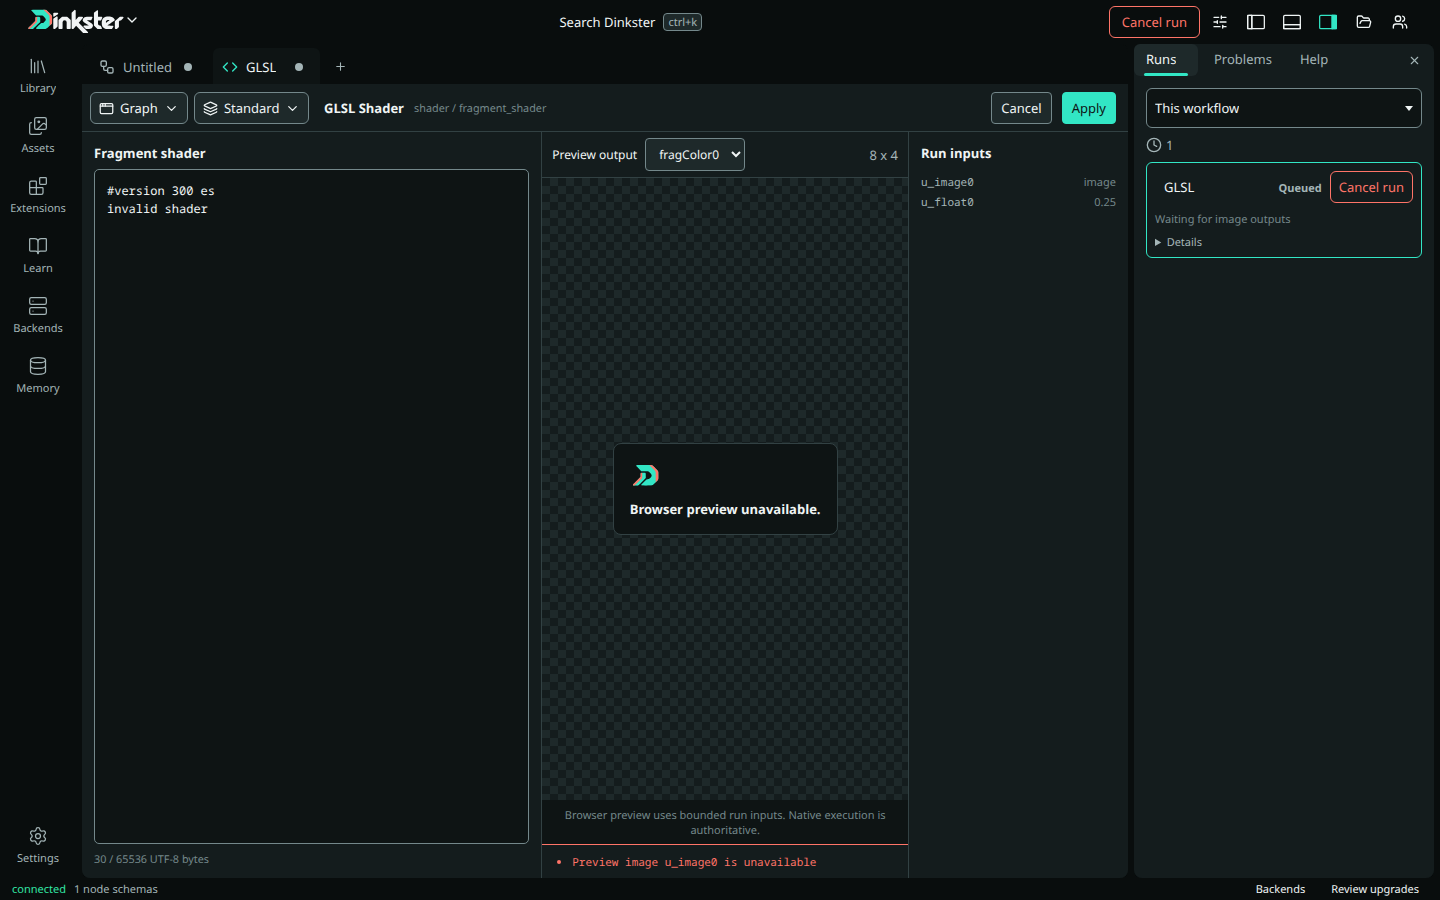 Dinkster
Search Dinkster ctrl+k
Cancel run
Library
Assets
Extensions
Learn
Backends
Memory
Settings
Untitled
GLSL
Graph
Standard
GLSL Shader shader / fragment_shader
Cancel
Apply
Fragment shader
#version 300 es
invalid shader
30 / 65536 UTF-8 bytes
Preview output fragColor0 8 x 4
Browser preview unavailable.
Browser preview uses bounded run inputs. Native execution is
authoritative.
• Preview image u_image0 is unavailable
Run inputs
u_image0 image
u_float0 0.25
Runs Problems Help
This workflow
1
GLSL Queued Cancel run
Waiting for image outputs
Details
connected 1 node schemas
Backends Review upgrades